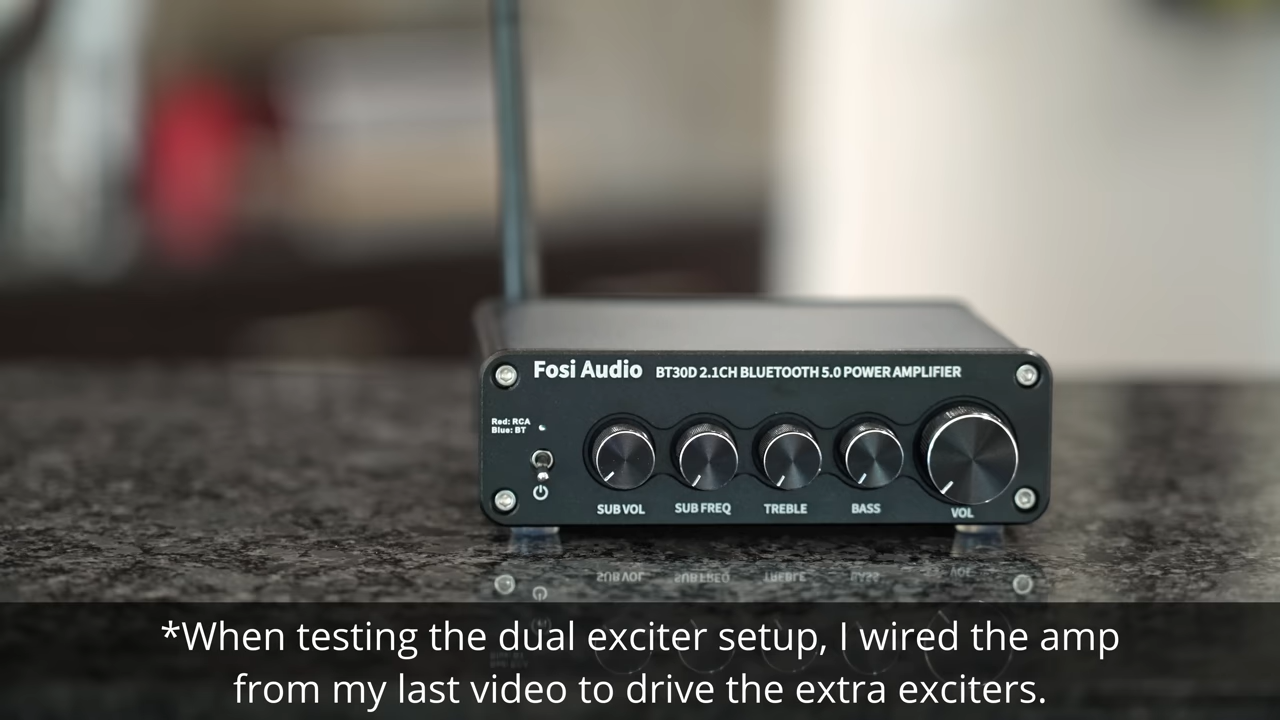 Fosi Audio BT30D 2.1CH BLUETOOTH 5.0 POWER AMPLIFIER
Red: RCA
Blue: BT
SUB VOL SUB FREQ TREBLE BASS VOL
*When testing the dual exciter setup, I wired the amp
from my last video to drive the extra exciters.